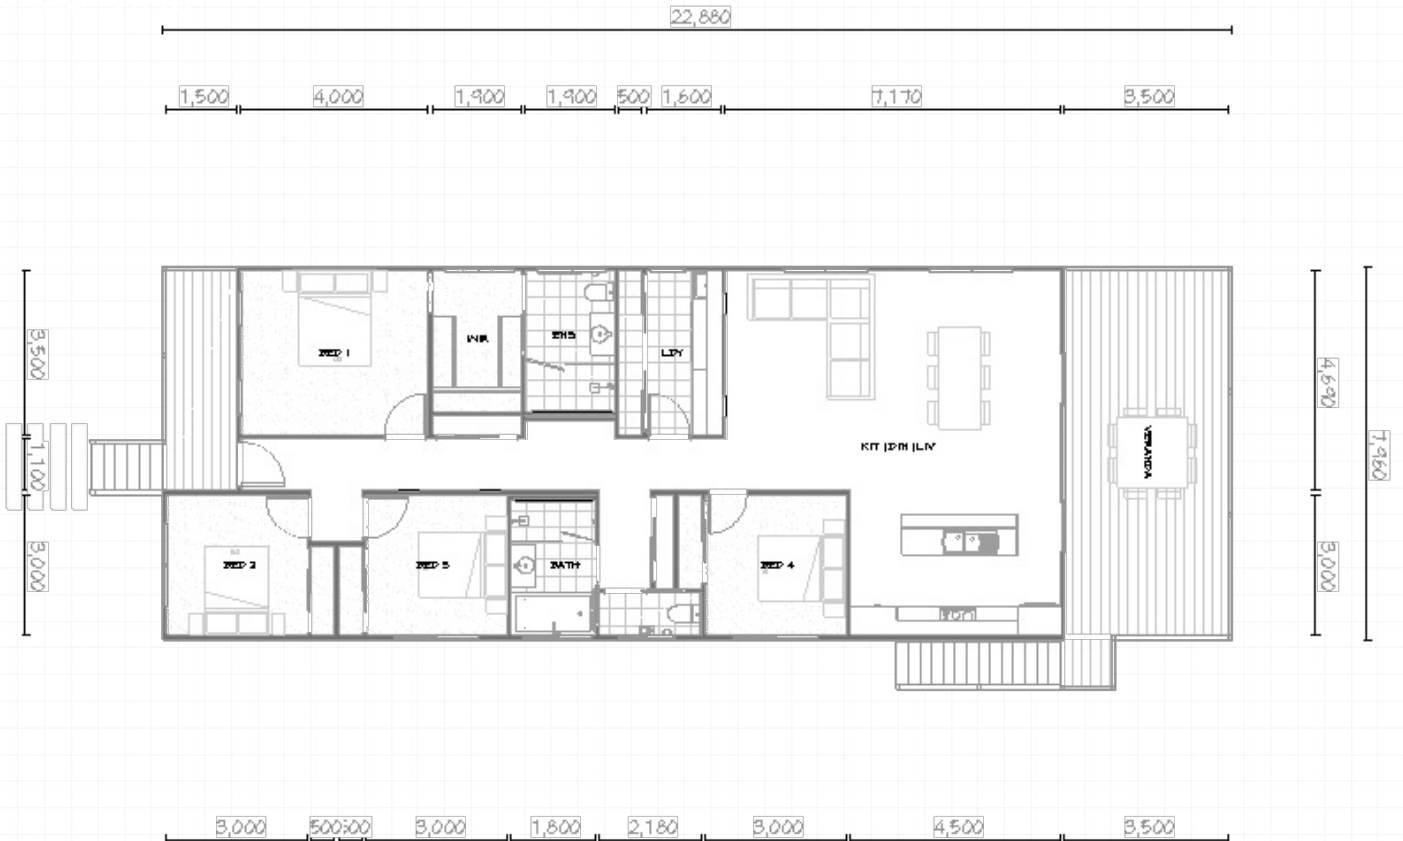 22,880
1,500 4,000 1,900 1,900 500 1,600 7,170 3,500
3,500
1,100
3,000
BED 1
WIR
ENS
LDY
KIT |DIN |LIV
VERANDA
BED 2
BED 3
BATH
BED 4
4,690
3,000
7,960
3,000 500 500 3,000 1,800 2,180 3,000 4,500 3,500